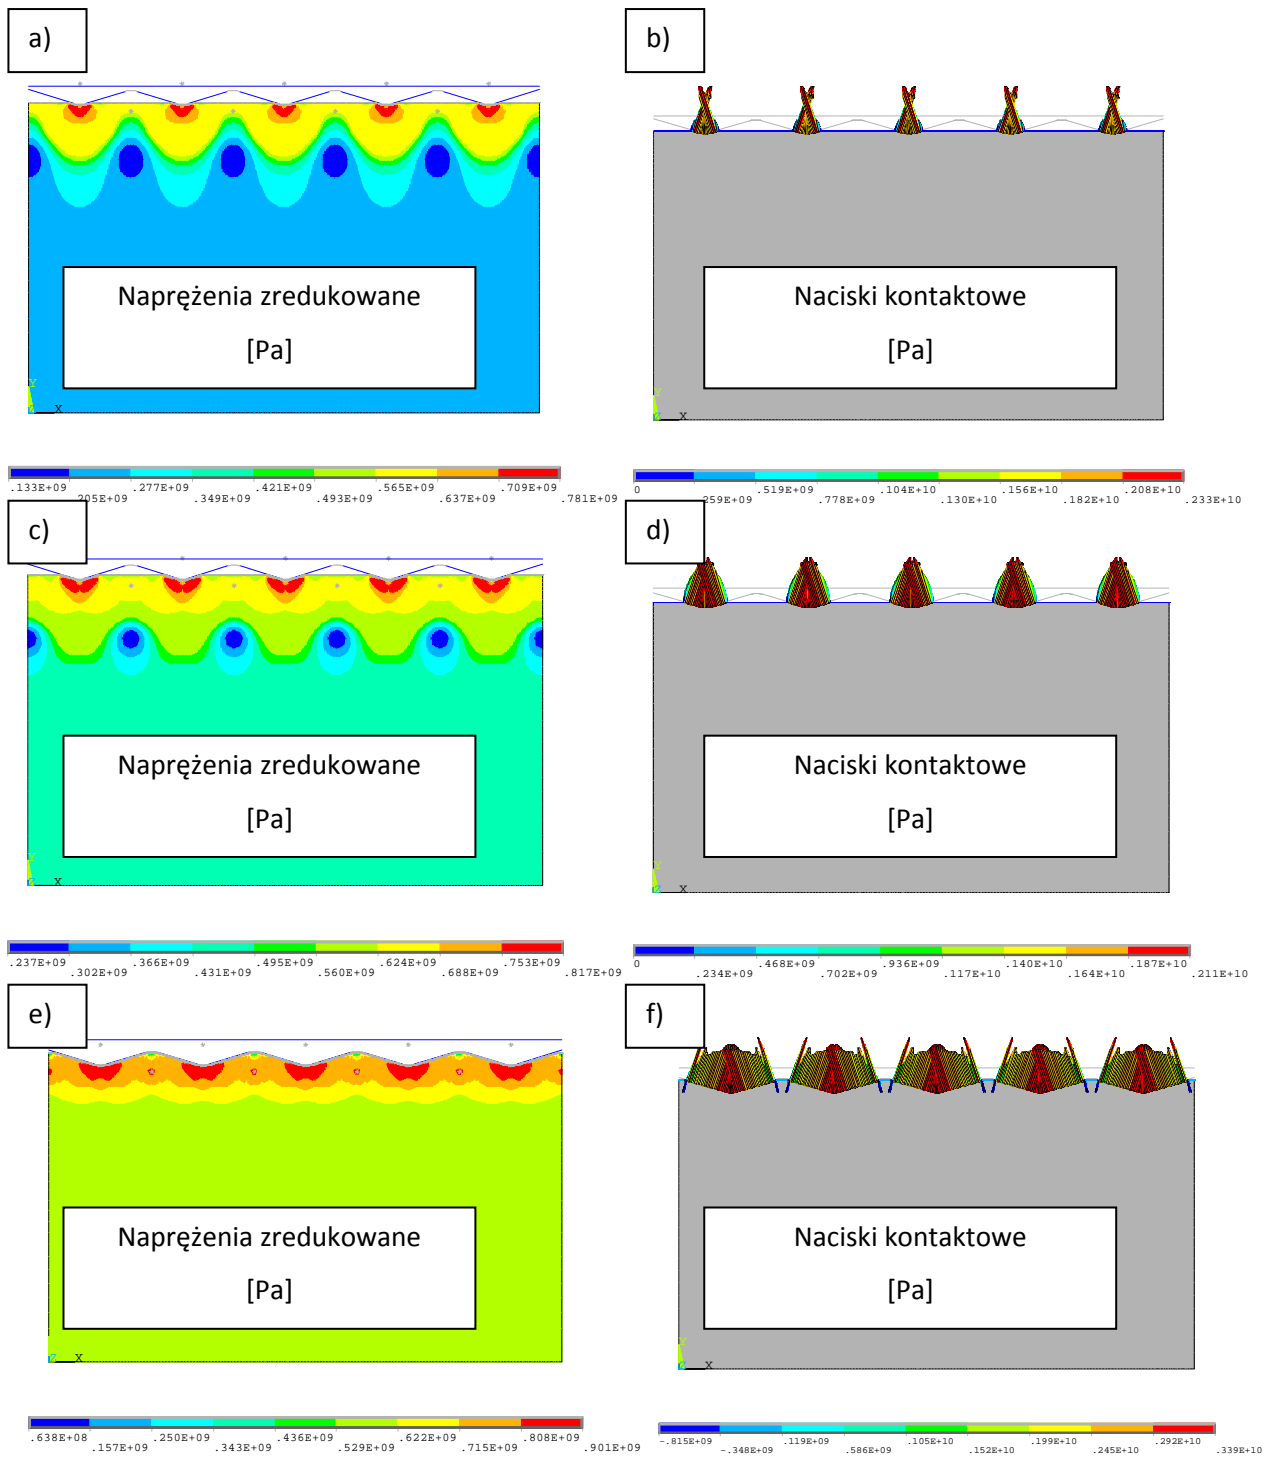 a)
b)
Naprężenia zredukowane
[Pa]
Naciski kontaktowe
[Pa]
Y
X
Y
X
.133E+09 .277E+09 .421E+09 .565E+09 .709E+09
.205E+09 .349E+09 .493E+09 .637E+09 .781E+09
0 .519E+09 .104E+10 .156E+10 .208E+10
.259E+09 .778E+09 .130E+10 .182E+10 .233E+10
c)
d)
Naprężenia zredukowane
[Pa]
Naciski kontaktowe
[Pa]
Y
X
Y
X
.237E+09 .366E+09 .495E+09 .624E+09 .753E+09
.302E+09 .431E+09 .560E+09 .688E+09 .817E+09
0 .468E+09 .936E+09 .140E+10 .187E+10
.234E+09 .702E+09 .117E+10 .164E+10 .211E+10
e)
f)
Naprężenia zredukowane
[Pa]
Naciski kontaktowe
[Pa]
X
Y
X
.638E+08 .250E+09 .436E+09 .622E+09 .808E+09
.157E+09 .343E+09 .529E+09 .715E+09 .901E+09
-.815E+09 .119E+09 .105E+10 .199E+10 .292E+10
-.348E+09 .586E+09 .152E+10 .245E+10 .339E+10